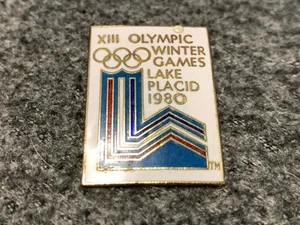 XIII OLYMPIC
WINTER
GAMES
LAKE
PLACID
1980
TM